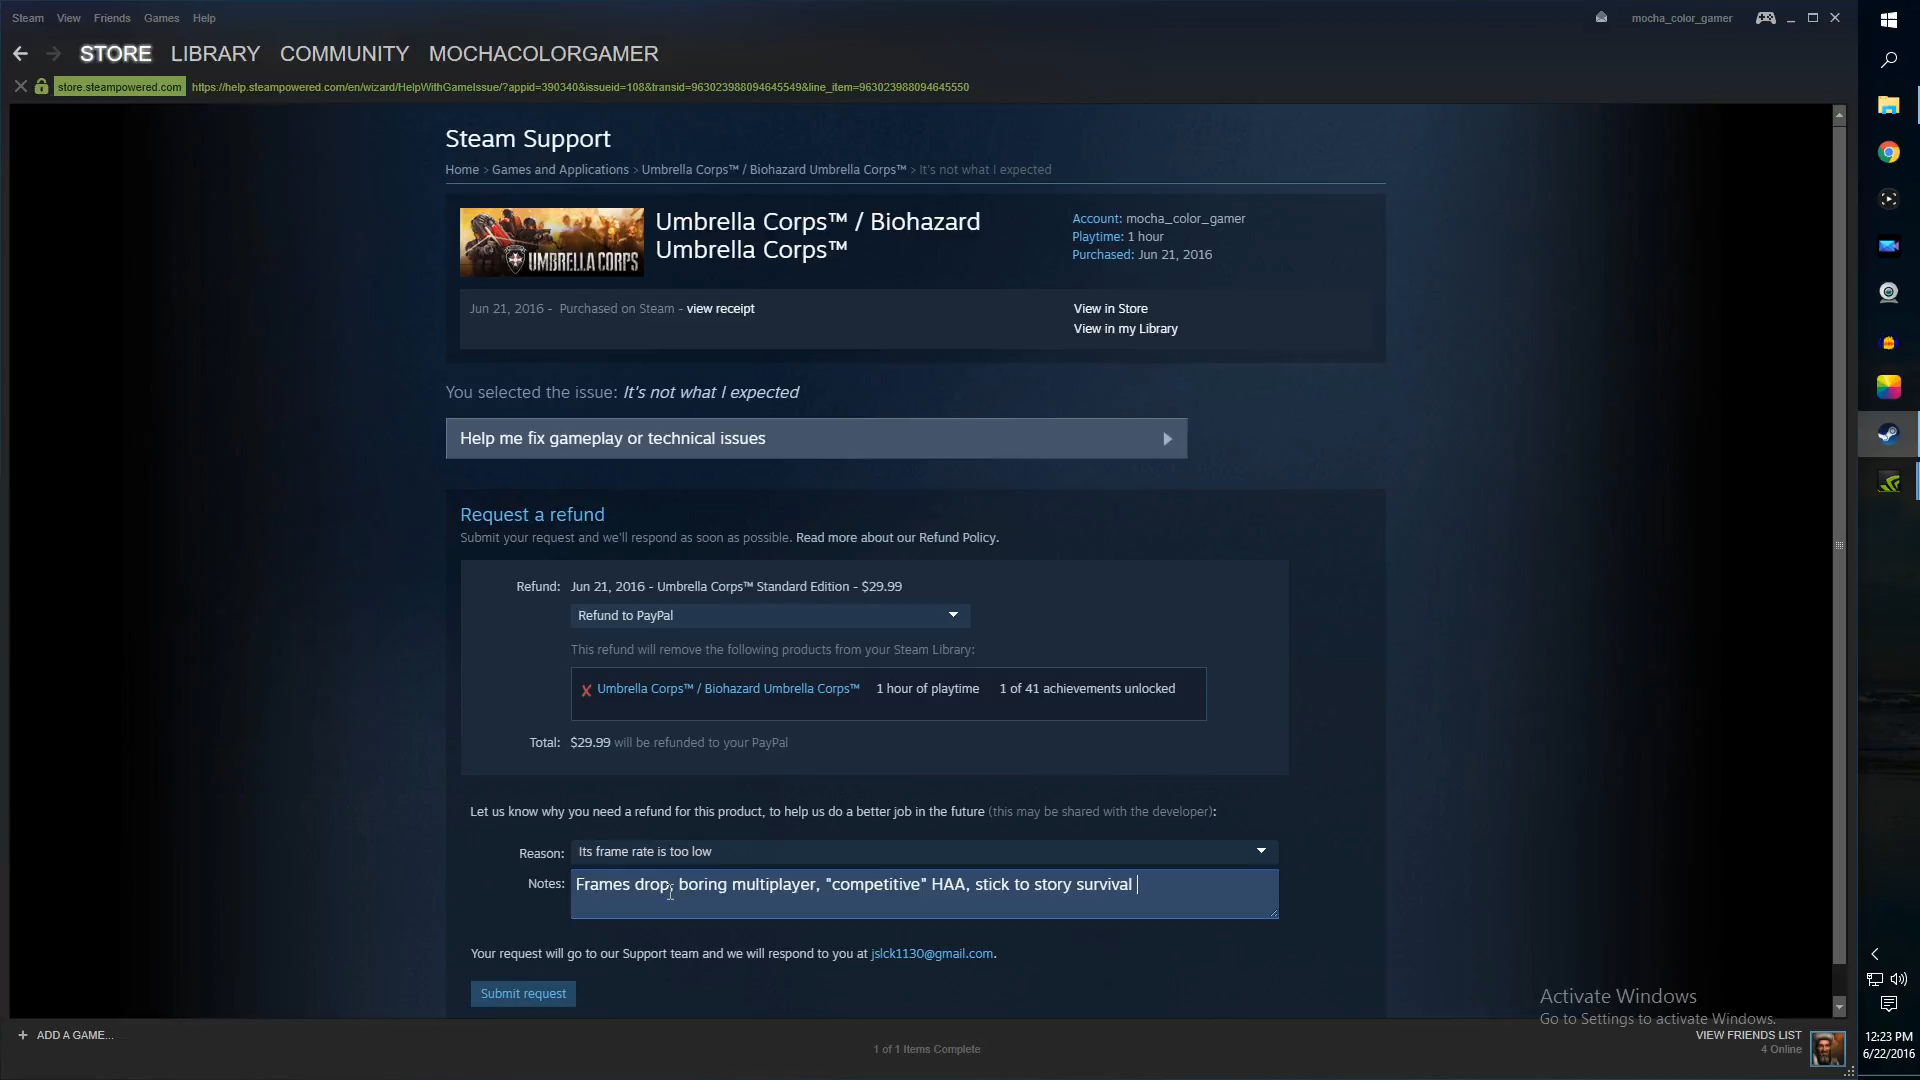 Steam View Friends Games Help
mocha_color_gamer
STORE LIBRARY COMMUNITY MOCHACOLORGAMER
store.steampowered.com https://help.steampowered.com/en/wizard/HelpWithGameIssue/?appid=390340&issueid=108&transid=963023988094645549&line_item=963023988094645550
Steam Support
Home > Games and Applications > Umbrella Corps™ / Biohazard Umbrella Corps™ > It's not what I expected
UMBRELLA CORPS
Umbrella Corps™ / Biohazard
Umbrella Corps™
Account: mocha_color_gamer
Playtime: 1 hour
Purchased: Jun 21, 2016
Jun 21, 2016 - Purchased on Steam - view receipt
View in Store
View in my Library
You selected the issue: It's not what I expected
Help me fix gameplay or technical issues
Request a refund
Submit your request and we'll respond as soon as possible. Read more about our Refund Policy.
Refund: Jun 21, 2016 - Umbrella Corps™ Standard Edition - $29.99
Refund to PayPal
This refund will remove the following products from your Steam Library:
X Umbrella Corps™ / Biohazard Umbrella Corps™ 1 hour of playtime 1 of 41 achievements unlocked
Total: $29.99 will be refunded to your PayPal
Let us know why you need a refund for this product, to help us do a better job in the future (this may be shared with the developer):
Reason: Its frame rate is too low
Notes: Frames drop, boring multiplayer, "competitive" HAA, stick to story survival
Your request will go to our Support team and we will respond to you at jslck1130@gmail.com.
Submit request
Activate Windows
Go to Settings to activate Windows.
+ ADD A GAME...
1 of 1 Items Complete
VIEW FRIENDS LIST
4 Online
12:23 PM
6/22/2016